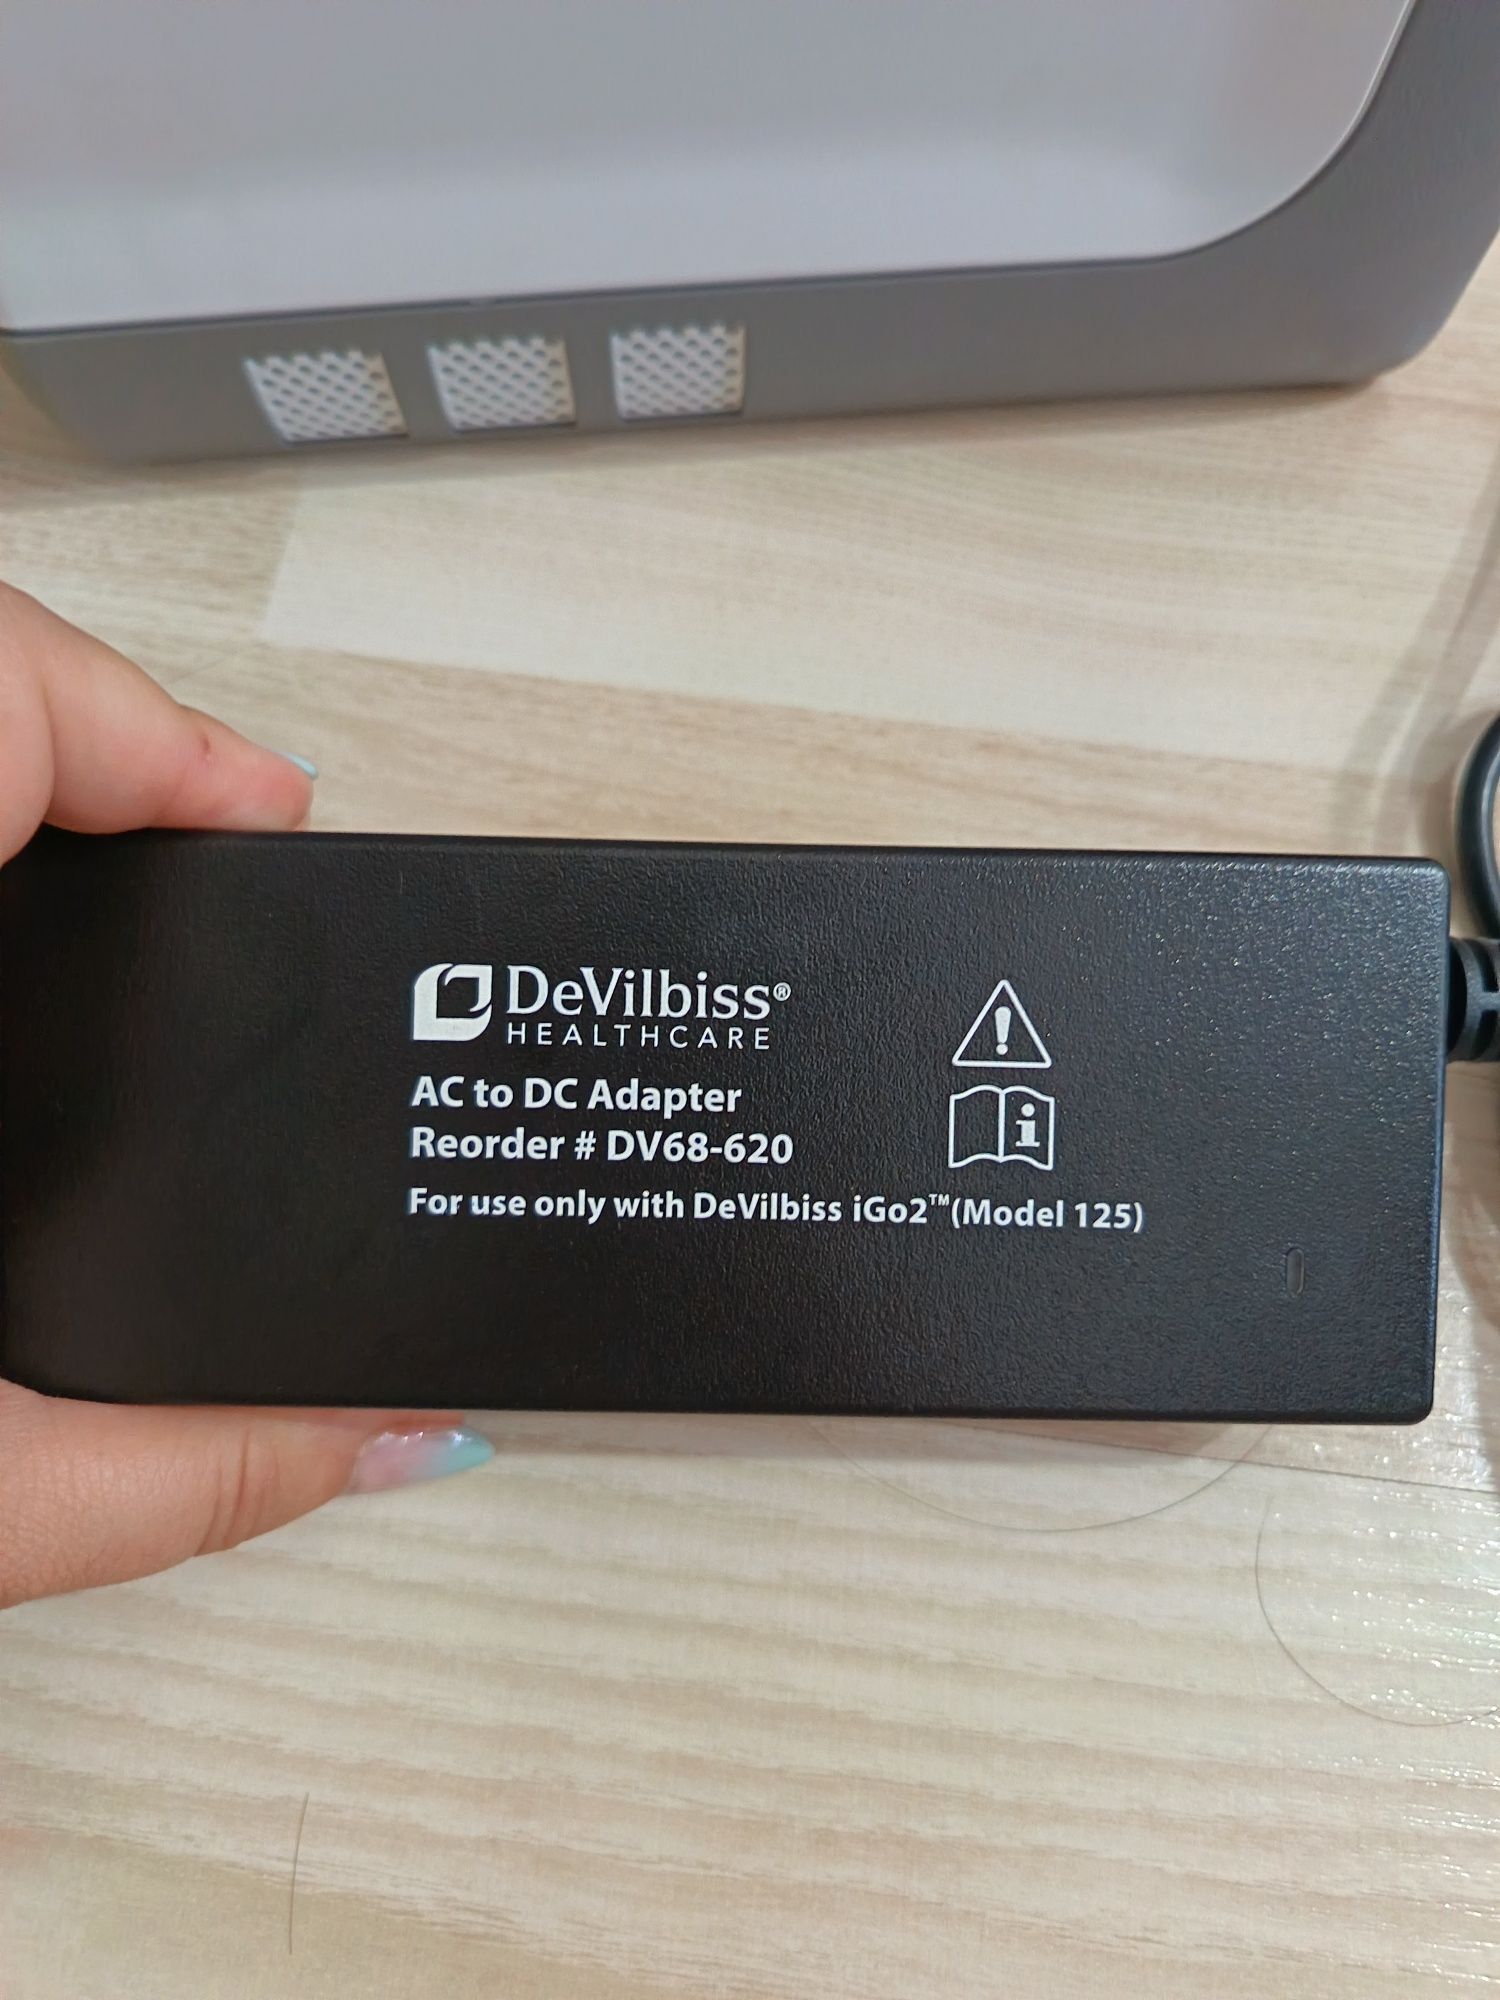 DeVilbiss®
HEALTHCARE
AC to DC Adapter
Reorder # DV68-620
For use only with DeVilbiss iGo2™(Model 125)